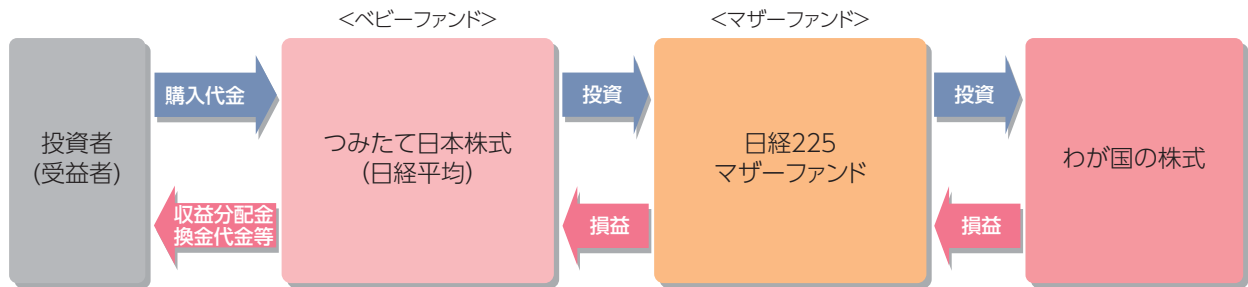 <ベビーファンド>
<マザーファンド>
投資者
(受益者)
購入代金
収益分配金
換金代金等
つみたて日本株式
(日経平均)
投資
損益
日経225
マザーファンド
投資
損益
わが国の株式